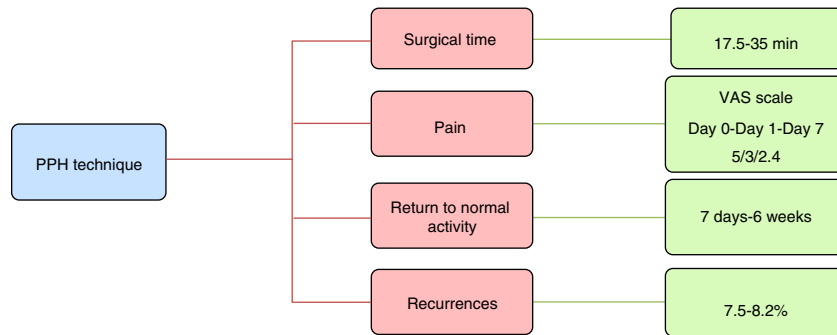 Surgical time
17.5-35 min
PPH technique
Pain
VAS scale
Day 0-Day 1-Day 7
5/3/2.4
Return to normal
activity
7 days-6 weeks
Recurrences
7.5-8.2%